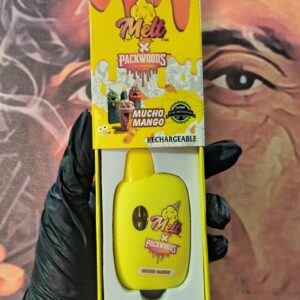 Melt
X
PACKWOODS
MUCHO
MANGO
RECHARGEABLE
Melt
X
PACKWOODS
MUCHO MANGO